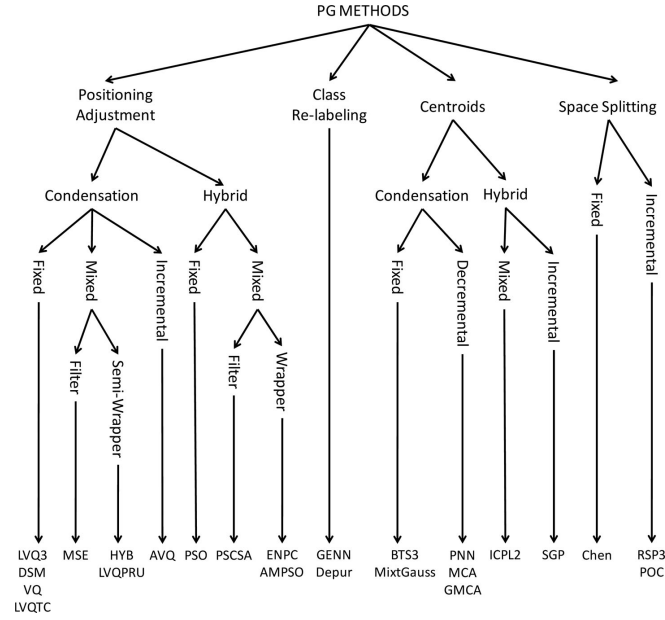 PG METHODS
Positioning
Adjustment
Class
Re-labeling
Centroids
Space Splitting
Condensation
Hybrid
Condensation
Hybrid
Fixed
Incremental
Fixed
Mixed
Incremental
Fixed
Mixed
Fixed
Decremental
Mixed
Incremental
Filter
Semi-Wrapper
Filter
Wrapper
LVQ3
DSM
VQ
LVQTC
MSE
HYB
LVQPRU
AVQ
PSO
PSCSA
ENPC
AMPSO
GENN
Depur
BTS3
MixtGauss
PNN
MCA
GMCA
ICPL2
SGP
Chen
RSP3
POC